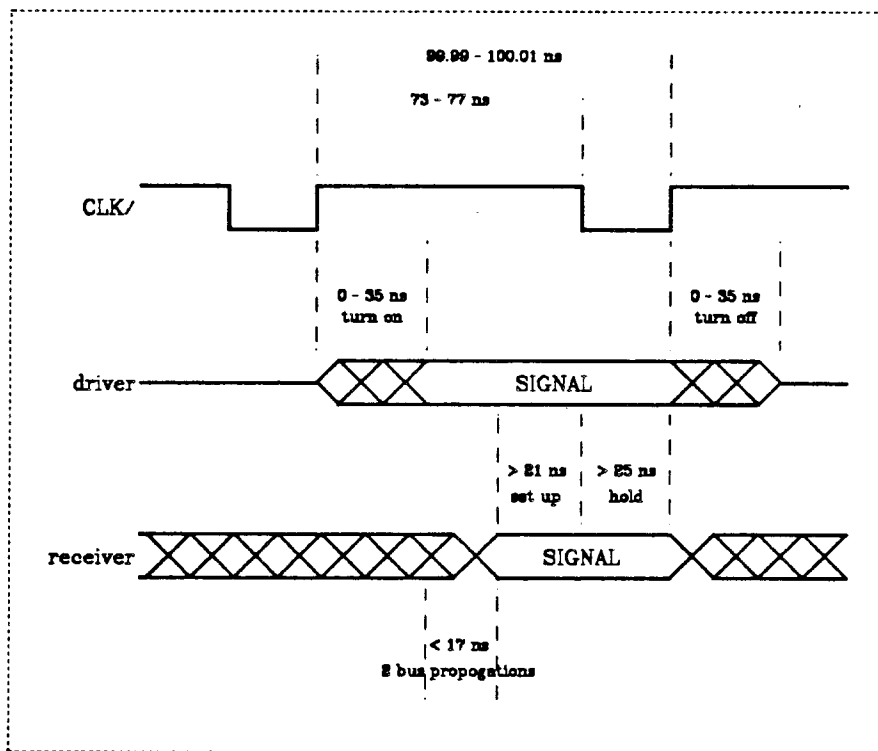 99.99 - 100.01 ns
73 - 77 ns
CLK/
0 - 35 ns
turn on
0 - 35 ns
turn off
driver
SIGNAL
> 21 ns
set up
> 25 ns
hold
receiver
SIGNAL
< 17 ns
2 bus propogations